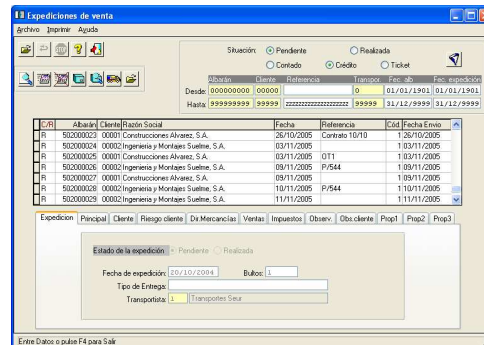 Expediciones de venta
Archivo Imprimir Ayuda
Situación: Pendiente Realizada
Contado Crédito Ticket
Albarán Cliente Referencia Transpor. Fec. alb Fec. expedición
Desde: 000000000 00000 0 01/01/1901 01/01/1901
Hasta: 999999999 99999 zzzzzzzzzzzzzzzzzzzz 99999 31/12/9999 31/12/9999
C/R Albarán Cliente Razón Social Fecha Referencia Cód. Fecha Envio
R 502000023 00001 Construcciones Alvarez, S.A. 26/10/2005 Contrato 10/10 1 26/10/2005
R 502000024 00001 Construcciones Alvarez, S.A. 03/11/2005 1 03/11/2005
R 502000025 00002 Ingenieria y Montajes Suelme, S.A. 03/11/2005 OT1 1 03/11/2005
R 502000026 00002 Ingenieria y Montajes Suelme, S.A. 09/11/2005 P/544 1 09/11/2005
R 502000027 00001 Construcciones Alvarez, S.A. 09/11/2005 1 09/11/2005
R 502000028 00002 Ingenieria y Montajes Suelme, S.A. 10/11/2005 P/544 1 10/11/2005
R 502000029 00002 Ingenieria y Montajes Suelme, S.A. 11/11/2005 1 11/11/2005
Expedicion Principal Cliente Riesgo cliente Dir.Mercancías Ventas Impuestos Observ. Obs.cliente Prop1 Prop2 Prop3
Estado de la expedición Pendiente Realizada
Fecha de expedición: 20/10/2004 Bultos: 1
Tipo de Entrega:
Transportista: 1 Transportes Seur
Entre Datos o pulse F4 para Salir